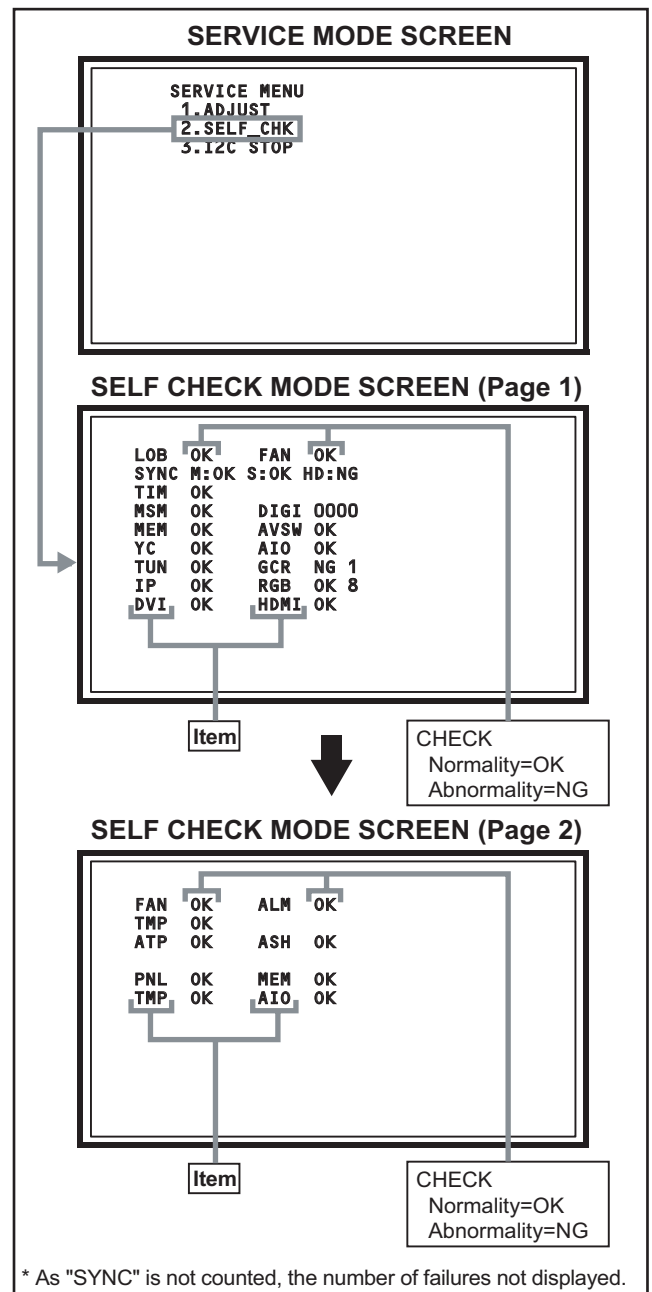 SERVICE MODE SCREEN
SERVICE MENU
1.ADJUST
2.SELF_CHK
3.I2C STOP
SELF CHECK MODE SCREEN (Page 1)
LOB OK FAN OK
SYNC M:OK S:OK HD:NG
TIM OK
MSM OK DIGI 0000
MEM OK AVSW OK
YC OK AIO OK
TUN OK GCR NG 1
IP OK RGB OK 8
DVI OK HDMI OK
Item
CHECK
Normality=OK
Abnormality=NG
SELF CHECK MODE SCREEN (Page 2)
FAN OK ALM OK
TMP OK
ATP OK ASH OK
PNL OK MEM OK
TMP OK AIO OK
Item
CHECK
Normality=OK
Abnormality=NG
* As "SYNC" is not counted, the number of failures not displayed.